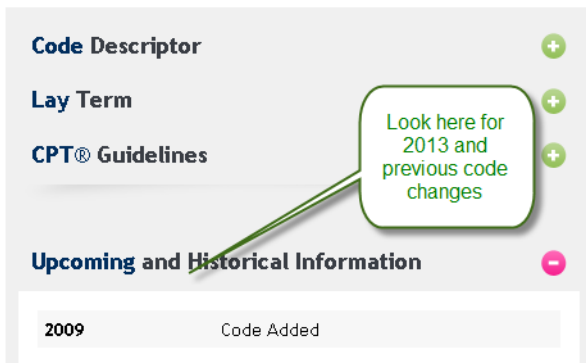 Code Descriptor
Lay Term
CPT® Guidelines
Look here for
2013 and
previous code
changes
Upcoming and Historical Information
2009 Code Added